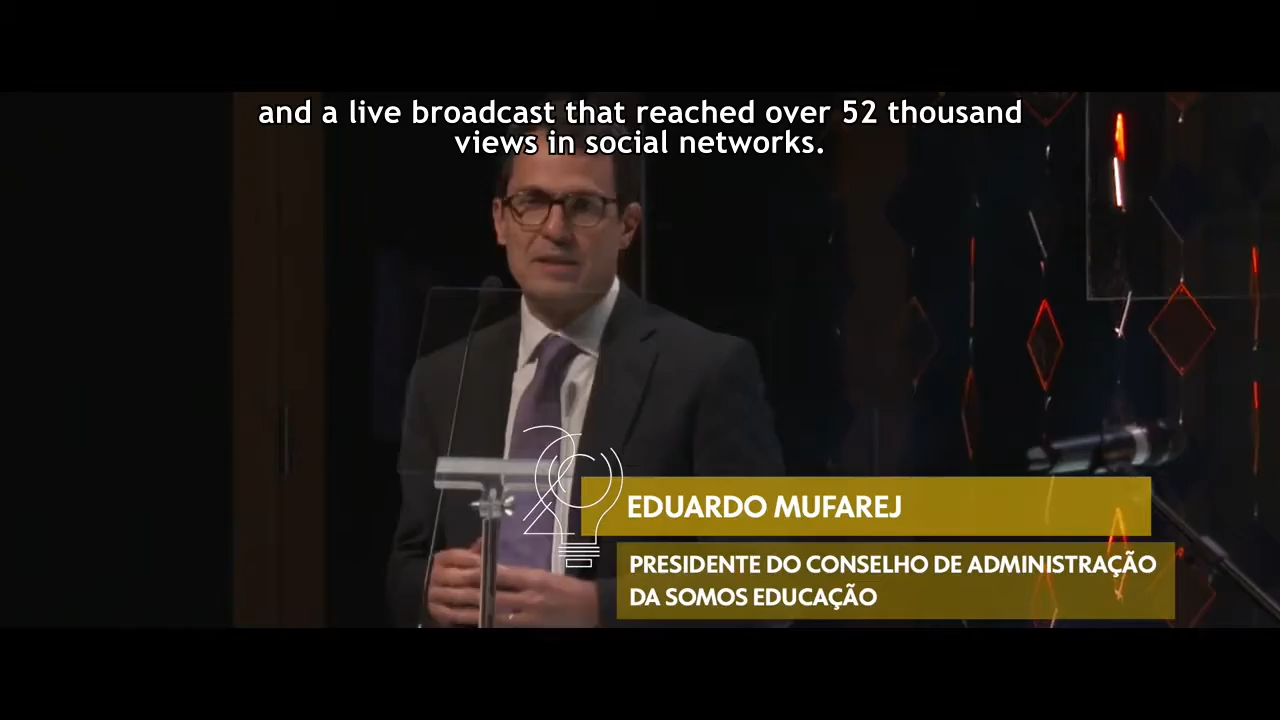 and a live broadcast that reached over 52 thousand
views in social networks.
EDUARDO MUFAREJ
PRESIDENTE DO CONSELHO DE ADMINISTRAÇÃO
DA SOMOS EDUCAÇÃO